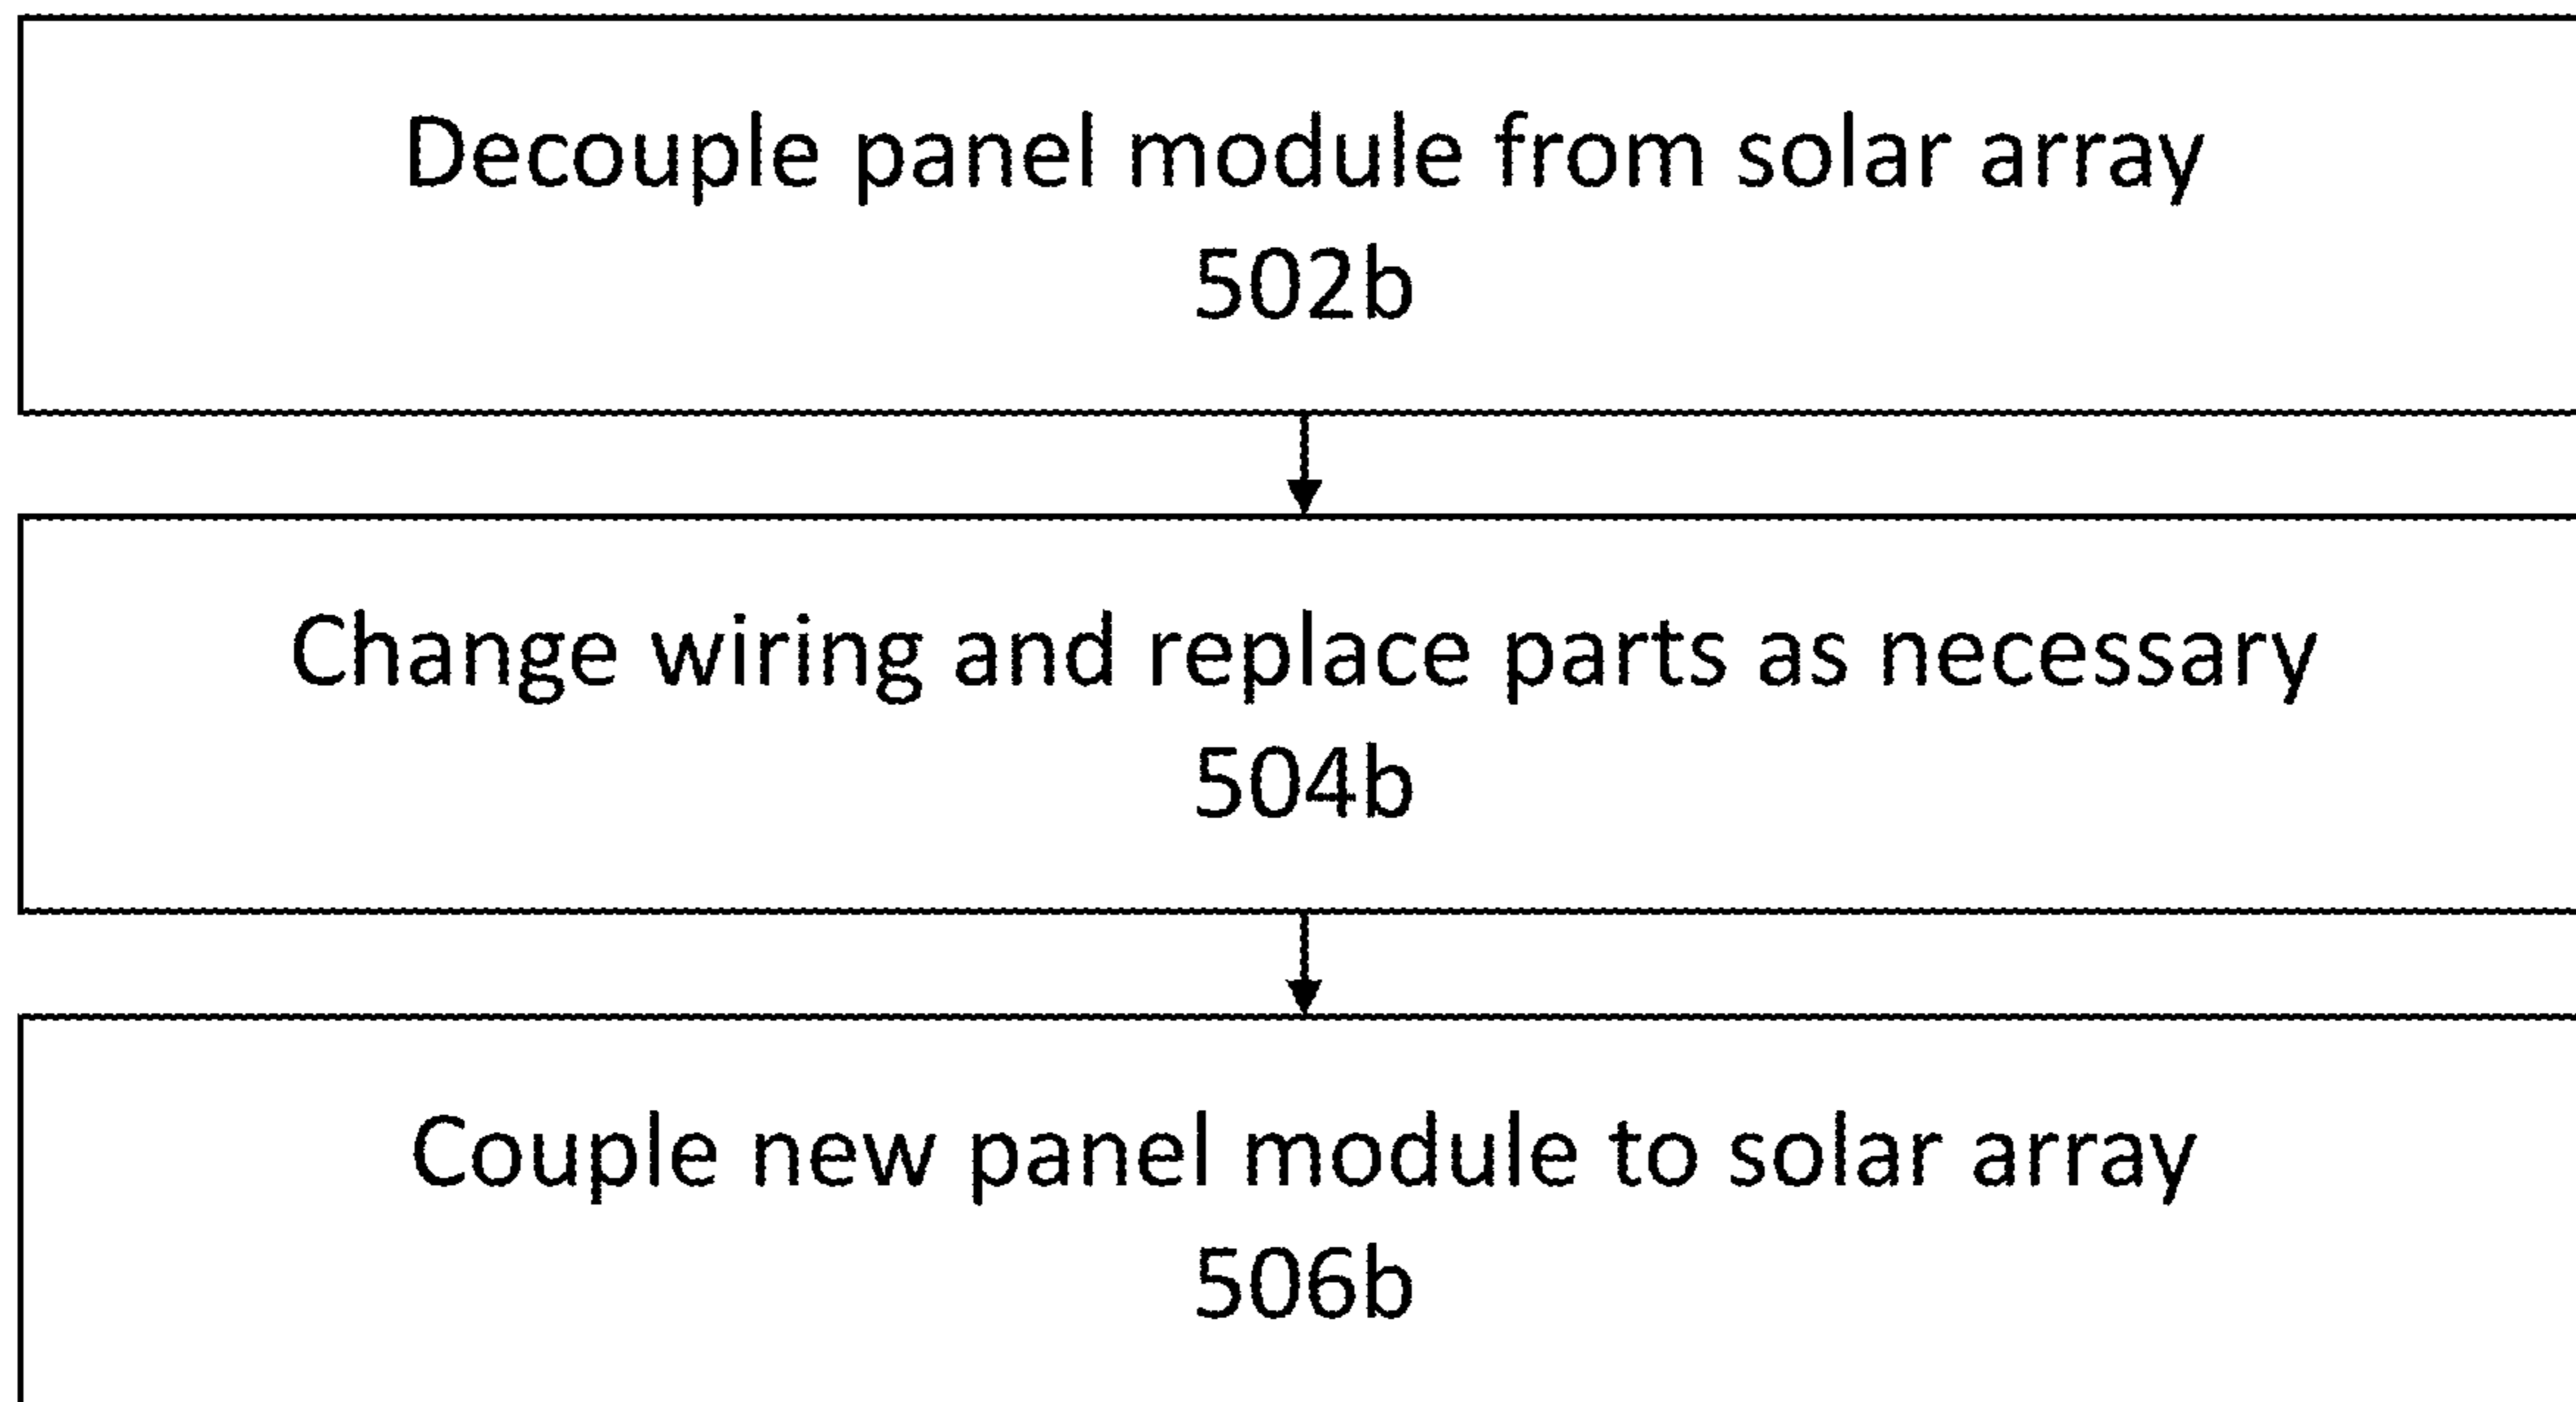 Decouple panel module from solar array
502b
Change wiring and replace parts as necessary
504b
Couple new panel module to solar array
506b